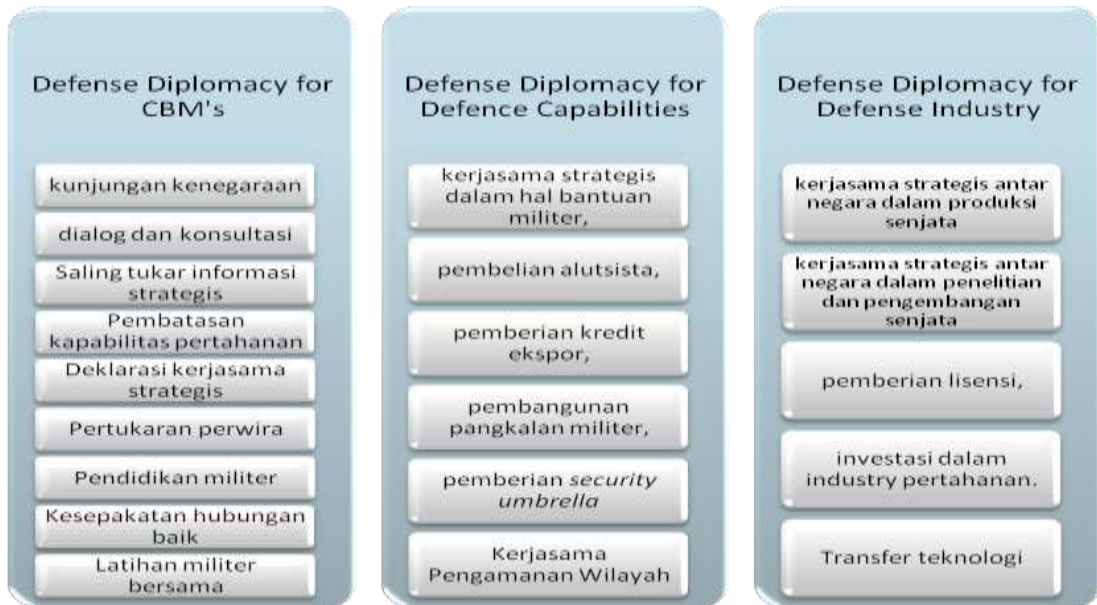 Defense Diplomacy for
CBM's
kunjungan kenegaraan
dialog dan konsultasi
Saling tukar informasi
strategis
Pembatasan
kapabilitas pertahanan
Deklarasi kerjasama
strategis
Pertukaran perwira
Pendidikan militer
Kesepakatan hubungan
baik
Latihan militer
bersama
Defense Diplomacy for
Defence Capabilities
kerjasama strategis
dalam hal bantuan
militer,
pembelian alutsista,
pemberian kredit
ekspor,
pembangunan
pangkalan militer,
pemberian security
umbrella
Kerjasama
Pengamanan Wilayah
Defense Diplomacy for
Defense Industry
kerjasama strategis antar
negara dalam produksi
senjata
kerjasama strategis antar
negara dalam penelitian
dan pengembangan
senjata
pemberian lisensi,
investasi dalam
industry pertahanan.
Transfer teknologi